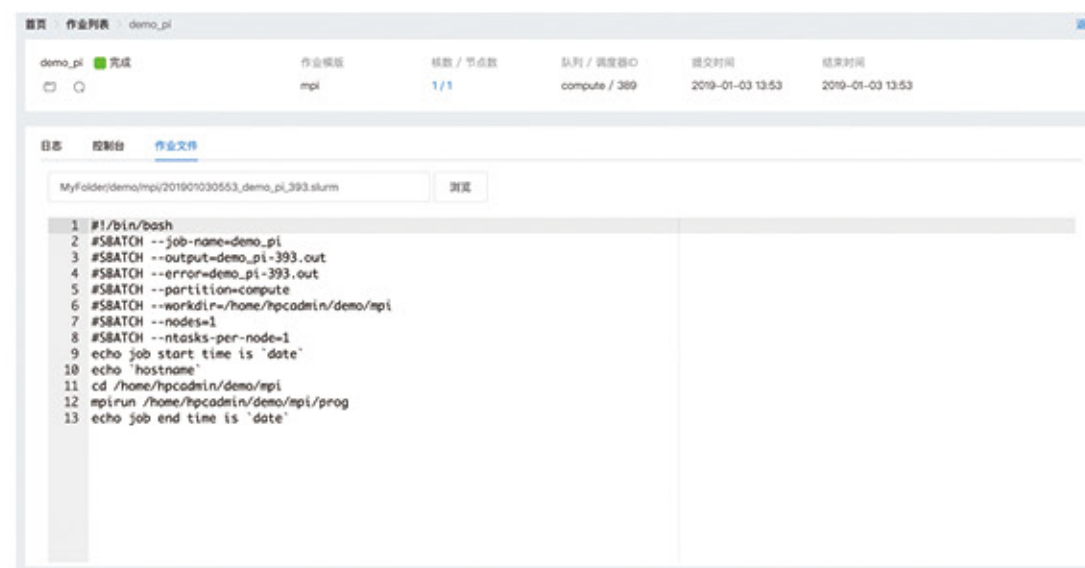 首页 作业列表 demo_pi
demo_pi 完成 作业模版 核数 / 节点数 队列 / 调度器ID 提交时间 结束时间
mpi 1 / 1 compute / 389 2019-01-03 13:53 2019-01-03 13:53
日志 控制台 作业文件
MyFolder/demo/mpi/201901030553_demo_pi_393.slurm 浏览
1 #!/bin/bash
2 #SBATCH --job-name=demo_pi
3 #SBATCH --output=demo_pi-393.out
4 #SBATCH --error=demo_pi-393.out
5 #SBATCH --partition=compute
6 #SBATCH --workdir=/home/hpcadmin/demo/mpi
7 #SBATCH --nodes=1
8 #SBATCH --ntasks-per-node=1
9 echo job start time is `date`
10 echo `hostname`
11 cd /home/hpcadmin/demo/mpi
12 mpirun /home/hpcadmin/demo/mpi/prog
13 echo job end time is `date`